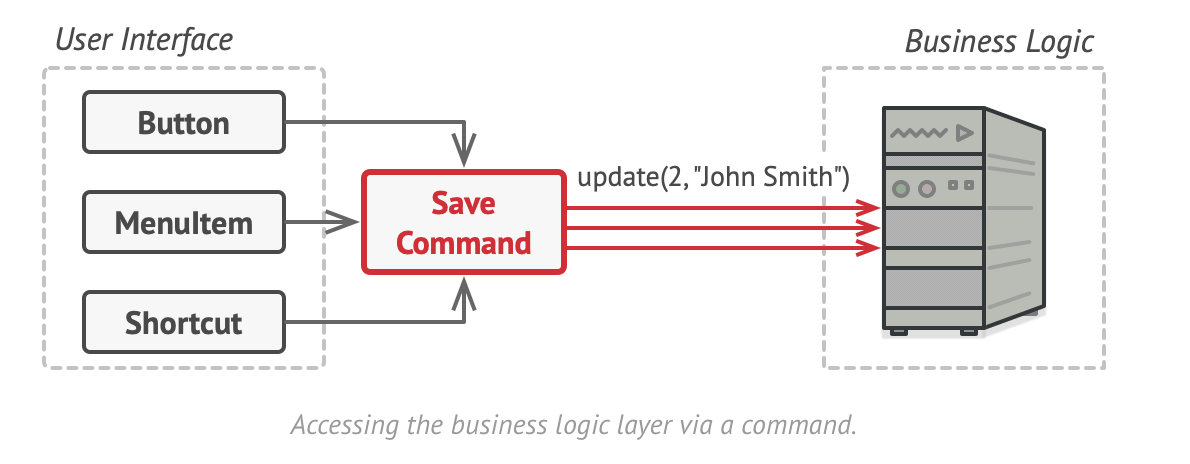 User Interface
Business Logic
Button
MenuItem
Shortcut
Save
Command
update(2, "John Smith")
Accessing the business logic layer via a command.